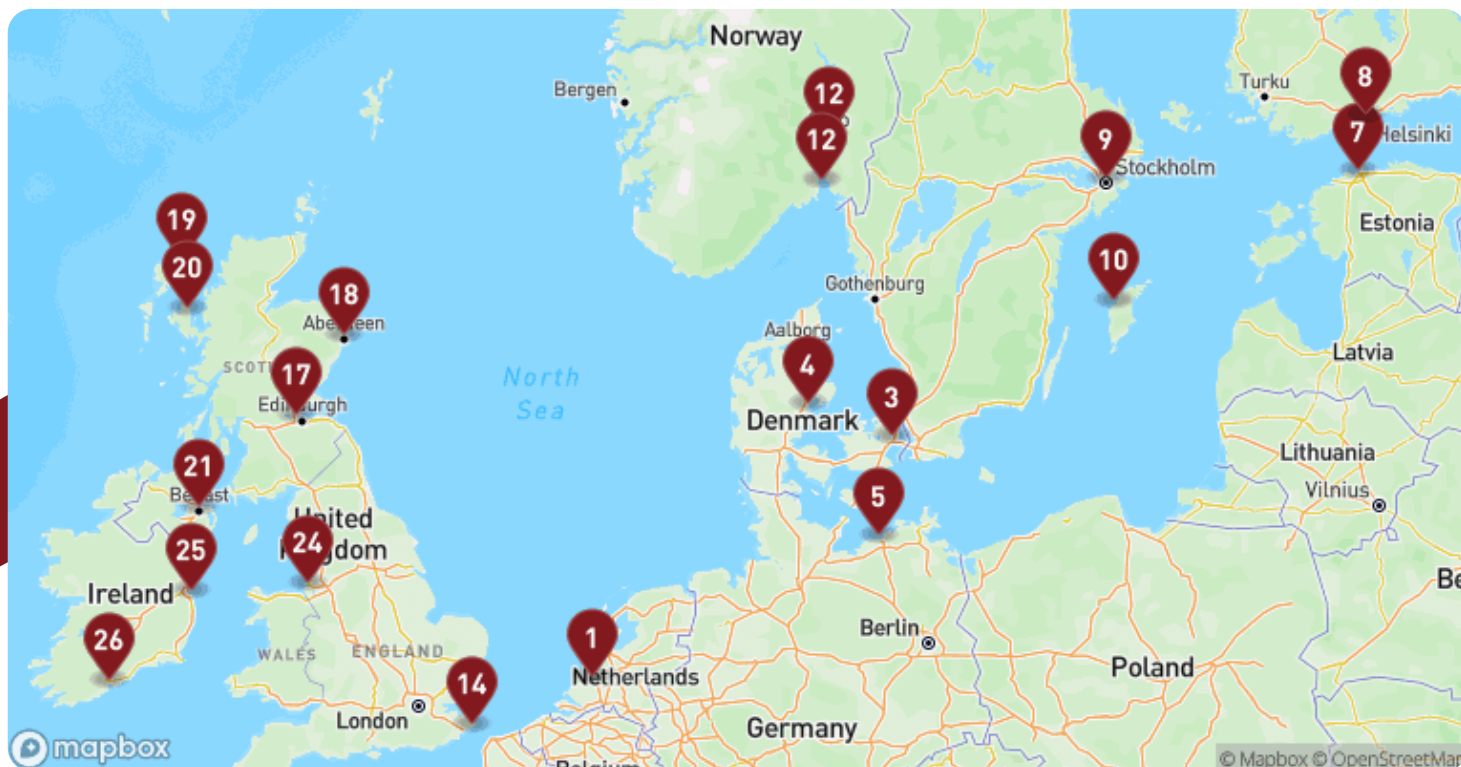 Norway
Bergen
12
12
8
Turku
7
Helsinki
9
Stockholm
Estonia
19
20
18
10
Gothenburg
Aalborg
SCOT
17
Edinburgh
North
Sea
4
Denmark
3
Latvia
Lithuania
Vilnius
21
Belfast
5
United
Kingdom
24
25
Ireland
26
WALES
ENGLAND
1
Netherlands
Berlin
Poland
14
London
Germany
Belgium
mapbox
© Mapbox © OpenStreetMap